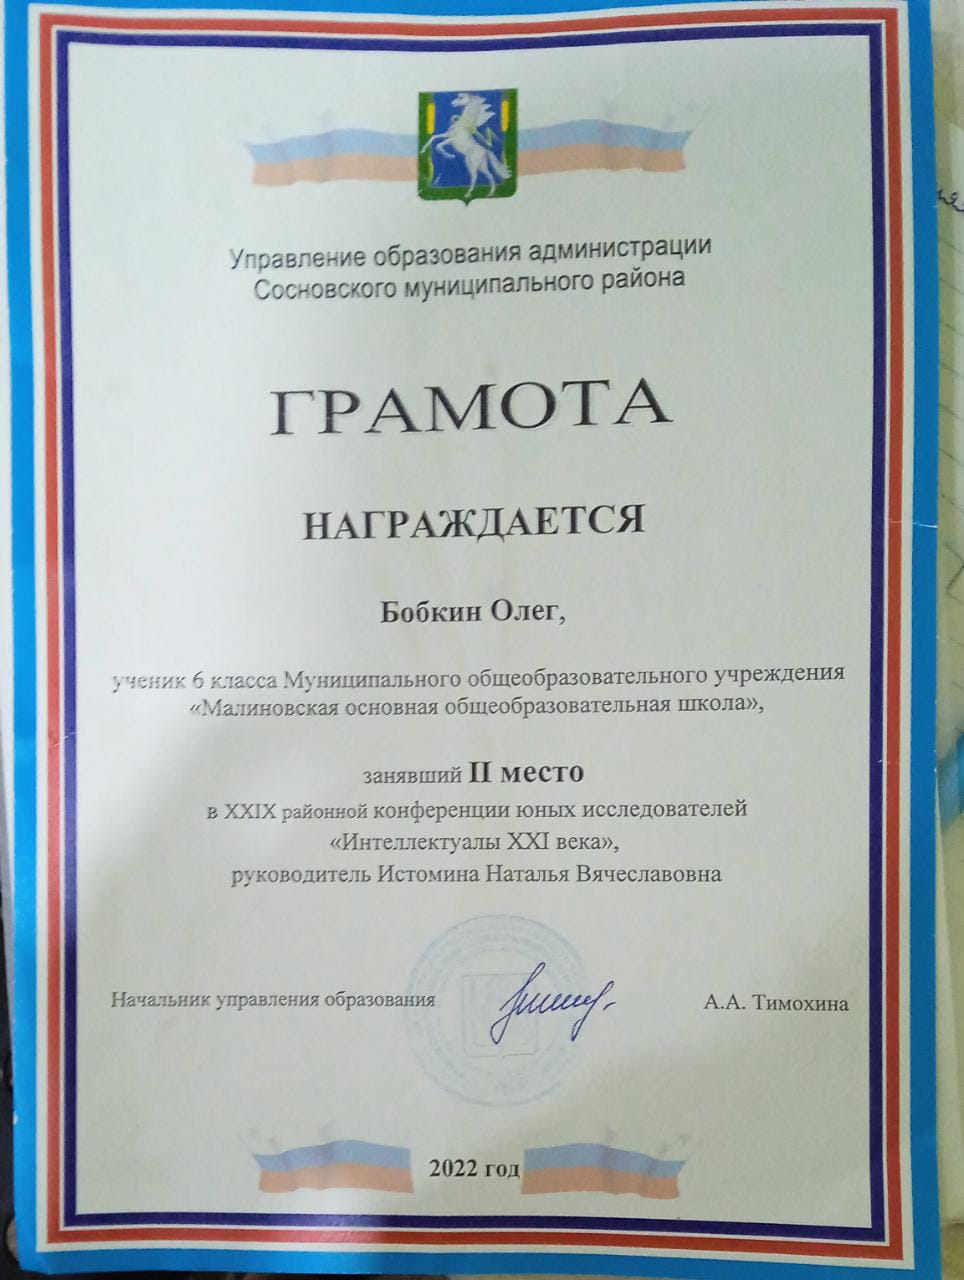 Управление образования администрации
Сосновского муниципального района
ГРАМОТА
НАГРАЖДАЕТСЯ
Бобкин Олег,
ученик 6 класса Муниципального общеобразовательного учреждения
«Малиновская основная общеобразовательная школа»,
занявший II место
в XXIX районной конференции юных исследователей
«Интеллектуалы XXI века»,
руководитель Истомина Наталья Вячеславовна
Начальник управления образования А.А. Тимохина
2022 год